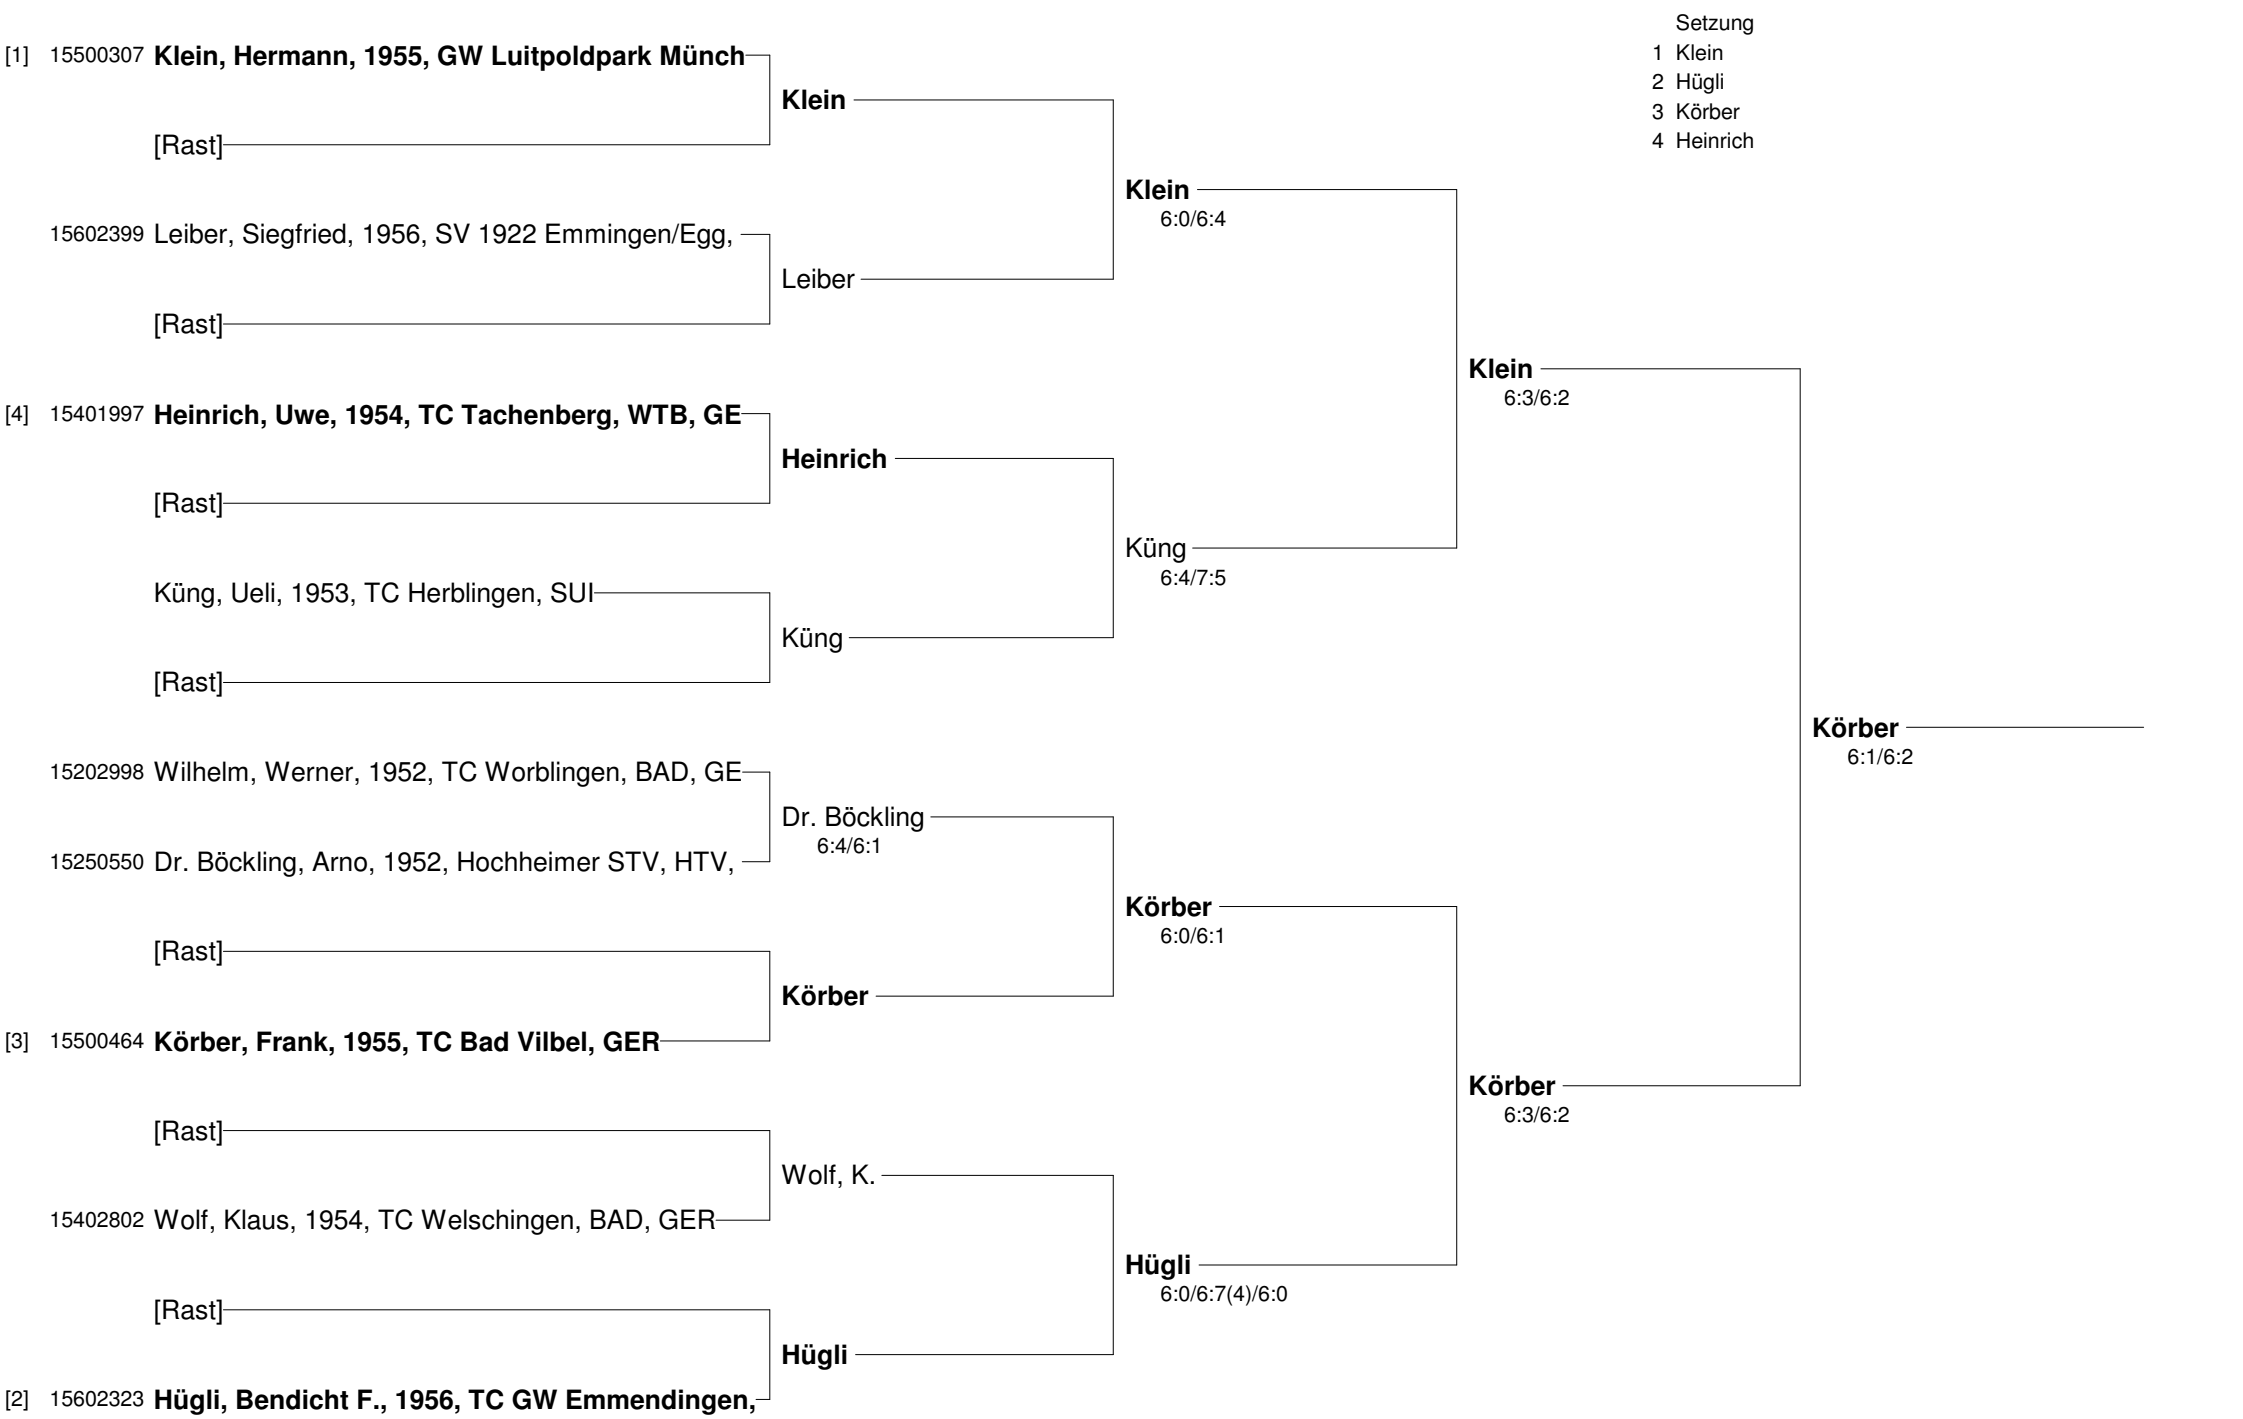 Setzung
1 Klein
2 Hügli
3 Körber
4 Heinrich
[1] 15500307 Klein, Hermann, 1955, GW Luitpoldpark Münch
Klein
[Rast]
Klein
6:0/6:4
15602399 Leiber, Siegfried, 1956, SV 1922 Emmingen/Egg,
Leiber
[Rast]
Klein
6:3/6:2
[4] 15401997 Heinrich, Uwe, 1954, TC Tachenberg, WTB, GE
Heinrich
[Rast]
Küng
6:4/7:5
Küng, Ueli, 1953, TC Herblingen, SUI
Küng
[Rast]
Körber
6:1/6:2
15202998 Wilhelm, Werner, 1952, TC Worblingen, BAD, GE
Dr. Böckling
6:4/6:1
15250550 Dr. Böckling, Arno, 1952, Hochheimer STV, HTV,
Körber
6:0/6:1
[Rast]
Körber
[3] 15500464 Körber, Frank, 1955, TC Bad Vilbel, GER
Körber
6:3/6:2
[Rast]
Wolf, K.
15402802 Wolf, Klaus, 1954, TC Welschingen, BAD, GER
Hügli
6:0/6:7(4)/6:0
[Rast]
Hügli
[2] 15602323 Hügli, Bendicht F., 1956, TC GW Emmendingen,